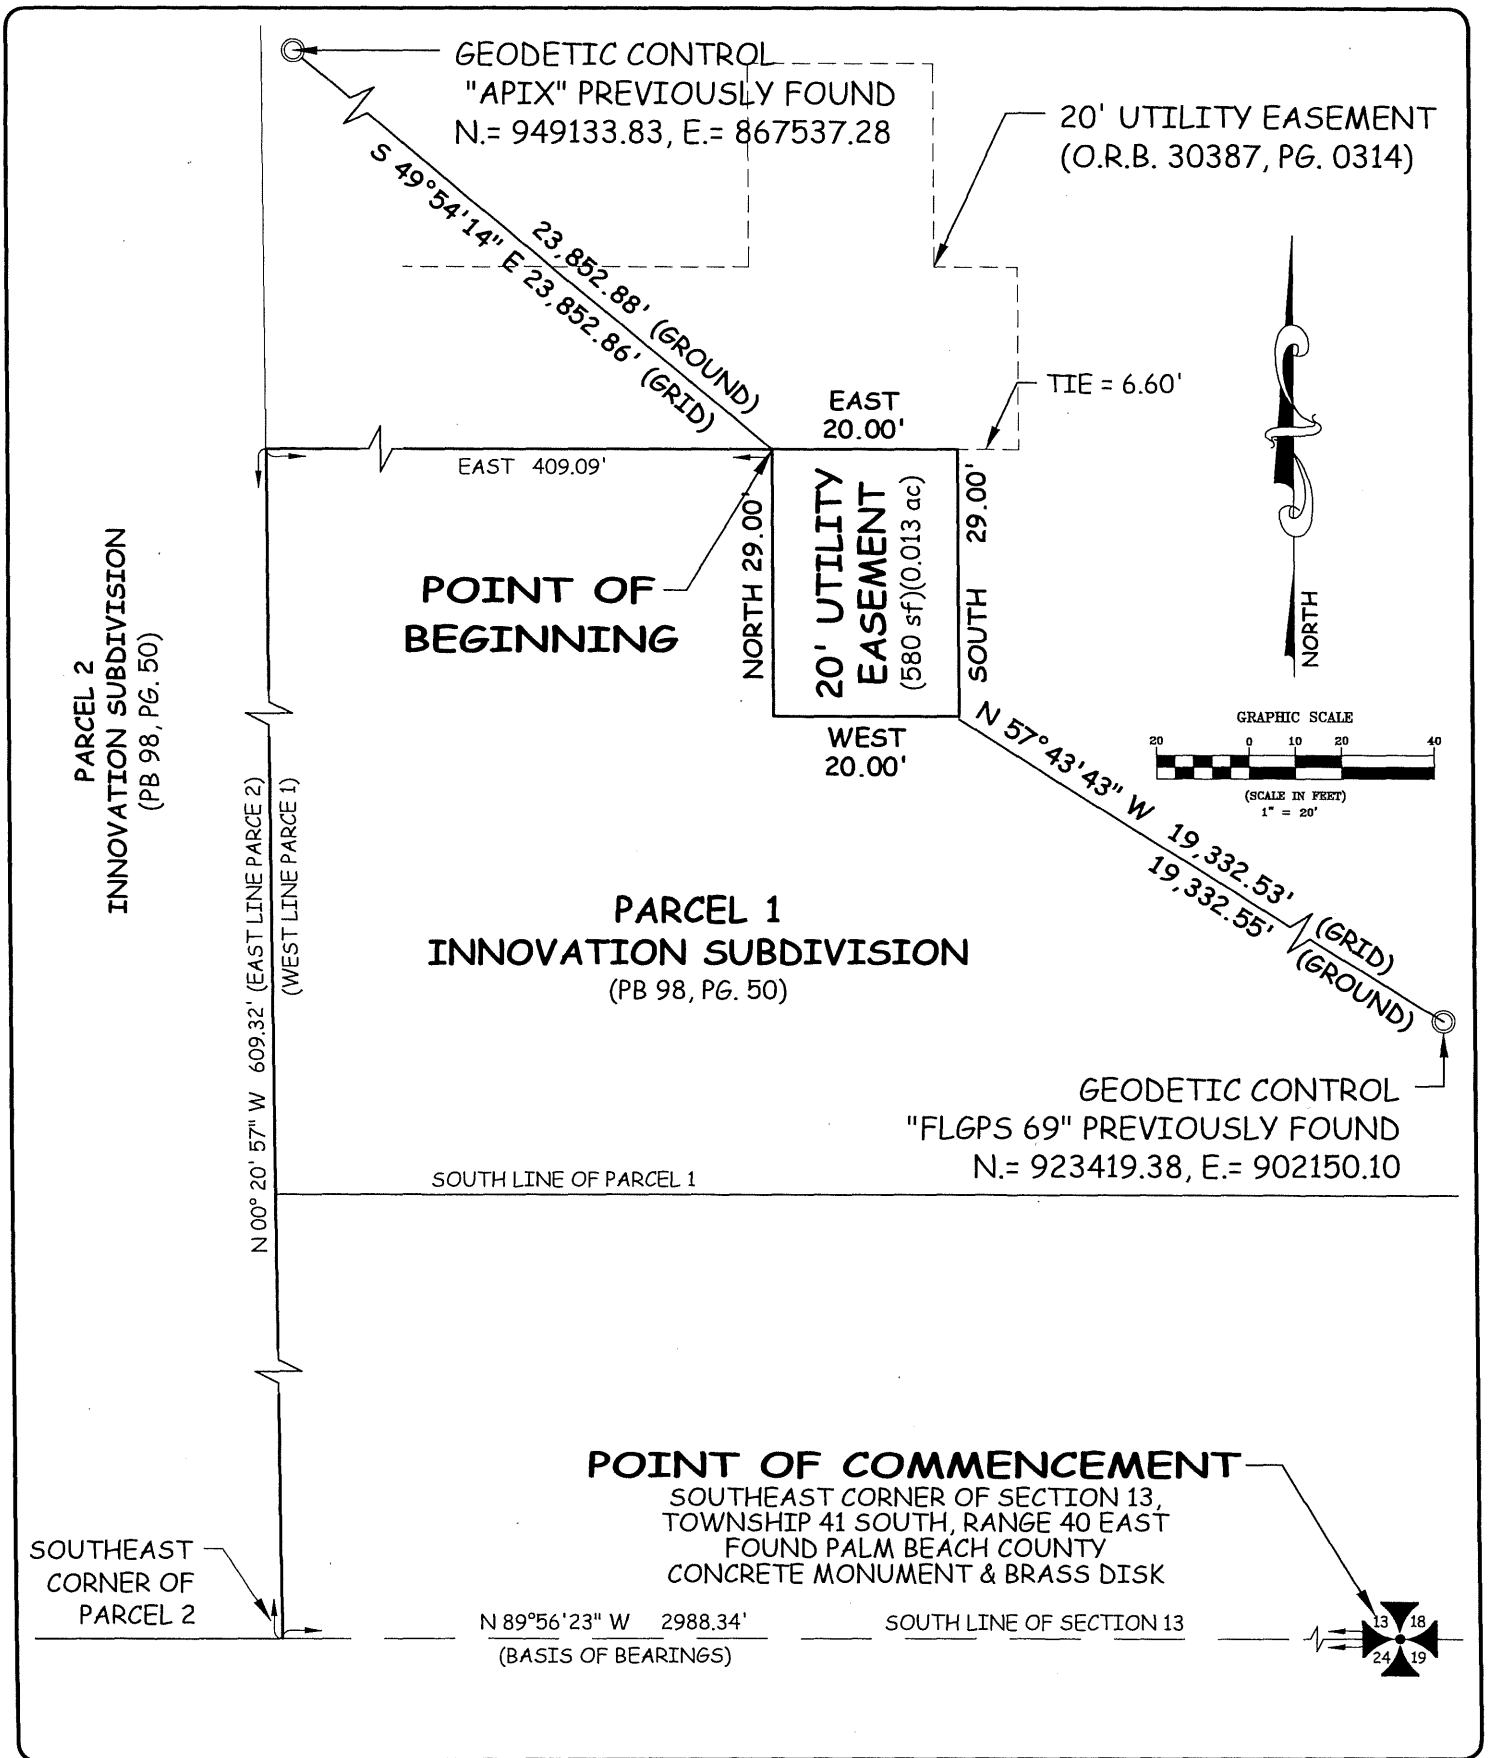 GEODETIC CONTROL
"APIX" PREVIOUSLY FOUND
N.= 949133.83, E.= 867537.28
20' UTILITY EASEMENT
(O.R.B. 30387, PG. 0314)
23,852.88' (GROUND)
S 49°54'14" E 23,852.86' (GRID)
TIE = 6.60'
EAST
20.00'
EAST 409.09'
POINT OF
BEGINNING
NORTH 29.00'
20' UTILITY
EASEMENT
(580 sf)(0.013 ac)
SOUTH 29.00'
WEST
20.00'
NORTH
PARCEL 2
INNOVATION SUBDIVISION
(PB 98, PG. 50)
GRAPHIC SCALE
20 0 10 20 40
(SCALE IN FEET)
1" = 20'
N 57°43'43" W 19,332.53' (GRID)
19,332.55' (GROUND)
N 00° 20' 57" W 609.32' (EAST LINE PARCE 2)
(WEST LINE PARCE 1)
PARCEL 1
INNOVATION SUBDIVISION
(PB 98, PG. 50)
GEODETIC CONTROL
"FLGPS 69" PREVIOUSLY FOUND
N.= 923419.38, E.= 902150.10
SOUTH LINE OF PARCEL 1
POINT OF COMMENCEMENT
SOUTHEAST CORNER OF SECTION 13,
TOWNSHIP 41 SOUTH, RANGE 40 EAST
FOUND PALM BEACH COUNTY
CONCRETE MONUMENT & BRASS DISK
SOUTHEAST
CORNER OF
PARCEL 2
N 89°56'23" W 2988.34'
(BASIS OF BEARINGS)
SOUTH LINE OF SECTION 13
13 18
24 19